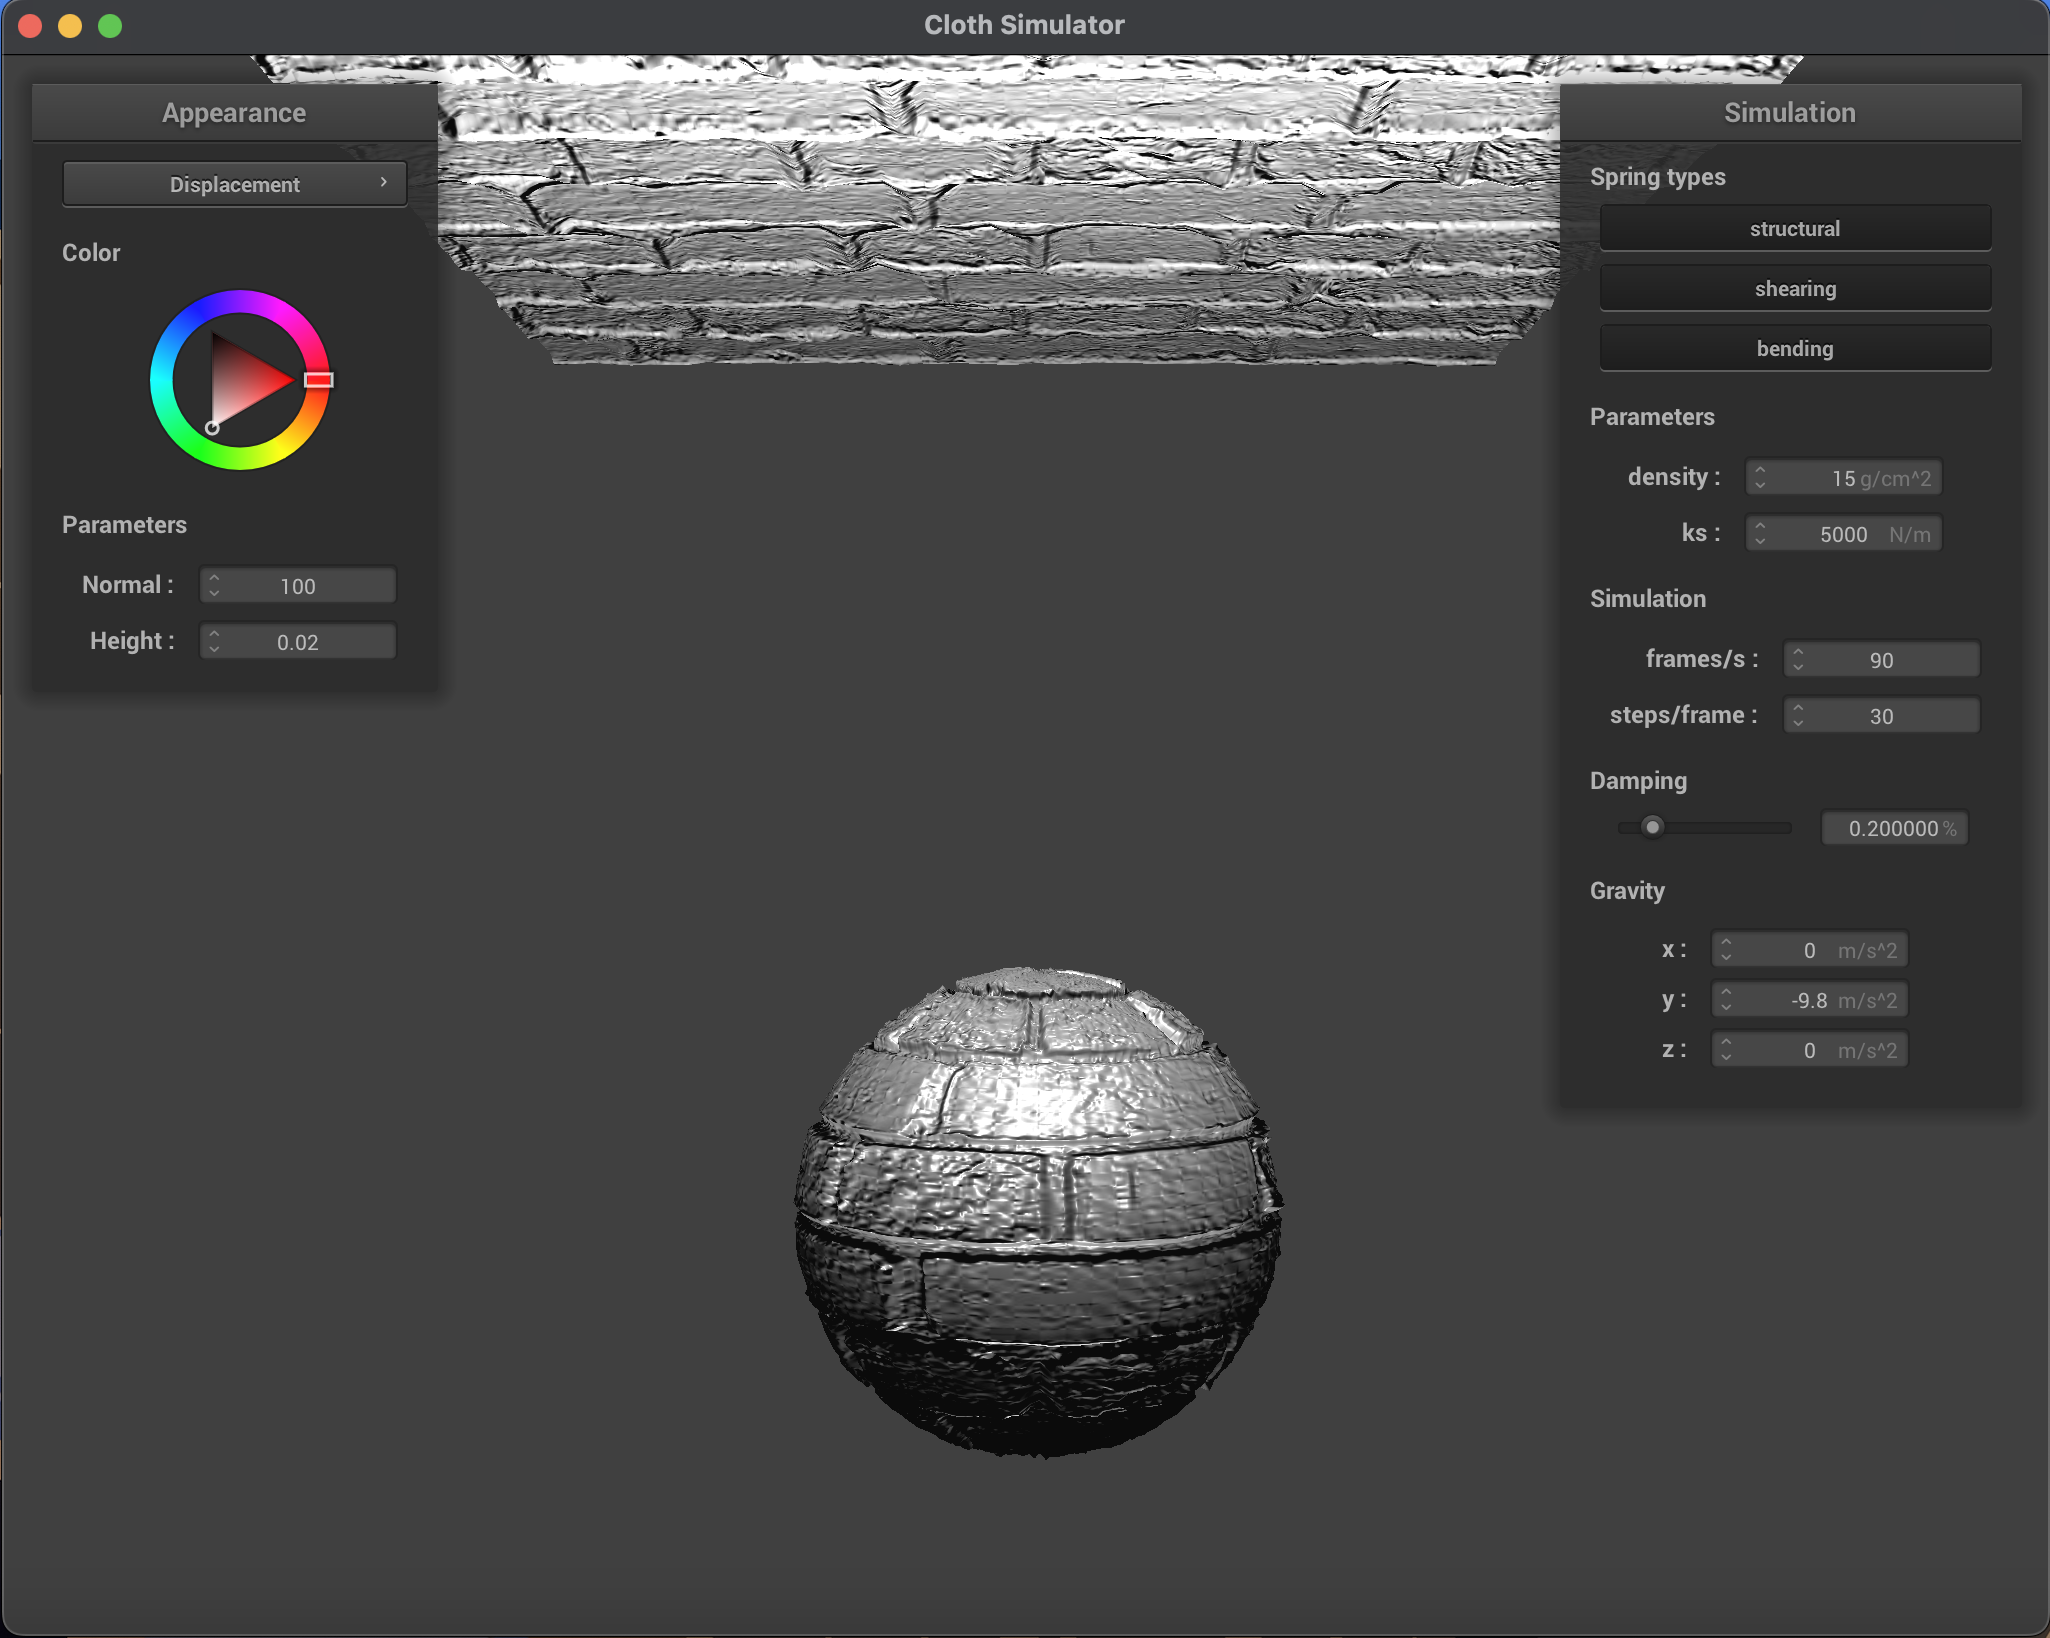 Cloth Simulator
Appearance
Displacement
Color
Parameters
Normal : 100
Height : 0.02
Simulation
Spring types
structural
shearing
bending
Parameters
density : 15 g/cm^2
ks : 5000 N/m
Simulation
frames/s : 90
steps/frame : 30
Damping
0.200000 %
Gravity
x : 0 m/s^2
y : -9.8 m/s^2
z : 0 m/s^2